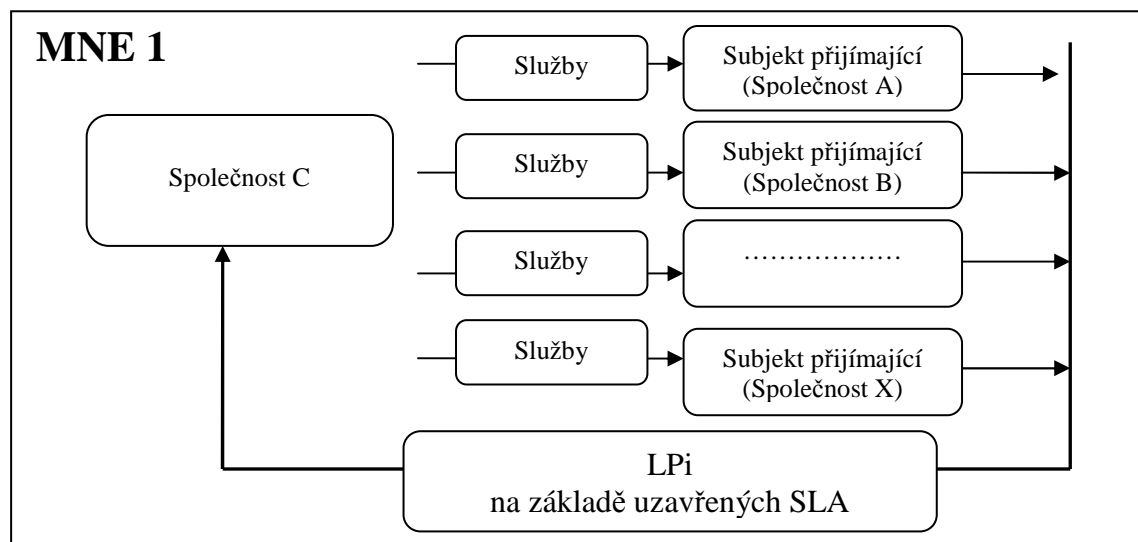 MNE 1
Společnost C
Služby
Subjekt přijímající
(Společnost A)
Služby
Subjekt přijímající
(Společnost B)
Služby
………………
Služby
Subjekt přijímající
(Společnost X)
LPi
na základě uzavřených SLA